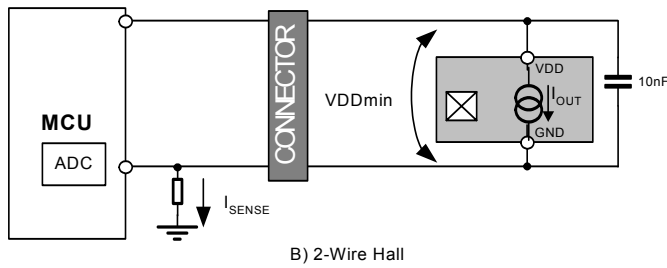 MCU
ADC
CONNECTOR
VDDmin
VDD
IOUT
GND
10nF
ISENSE
B) 2-Wire Hall